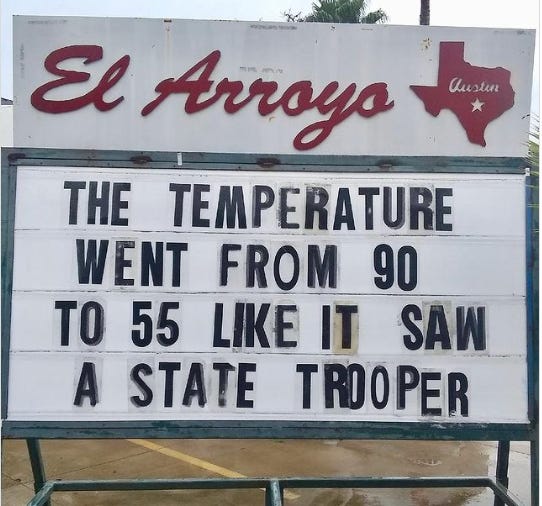 El Arroyo
Austin
THE TEMPERATURE
WENT FROM 90
TO 55 LIKE IT SAW
A STATE TROOPER